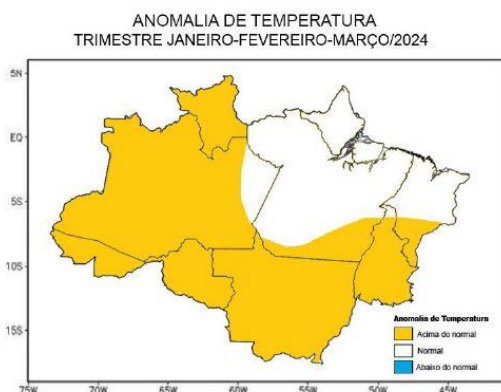 ANOMALIA DE TEMPERATURA
TRIMESTRE JANEIRO-FEVEREIRO-MARÇO/2024
5N
EQ
5S
10S
15S
75W 70W 65W 60W 55W 50W 45W
Anomalia de Temperatura
Acima do normal
Normal
Abaixo do normal